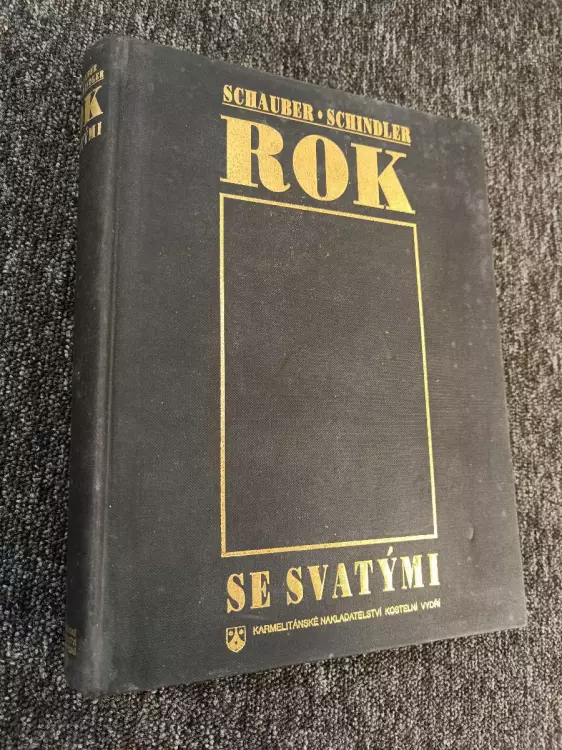 SCHAUBER • SCHINDLER
ROK
SE SVATÝMI
KARMELITÁNSKÉ NAKLADATELSTVÍ KOSTELNÍ VYDŘÍ